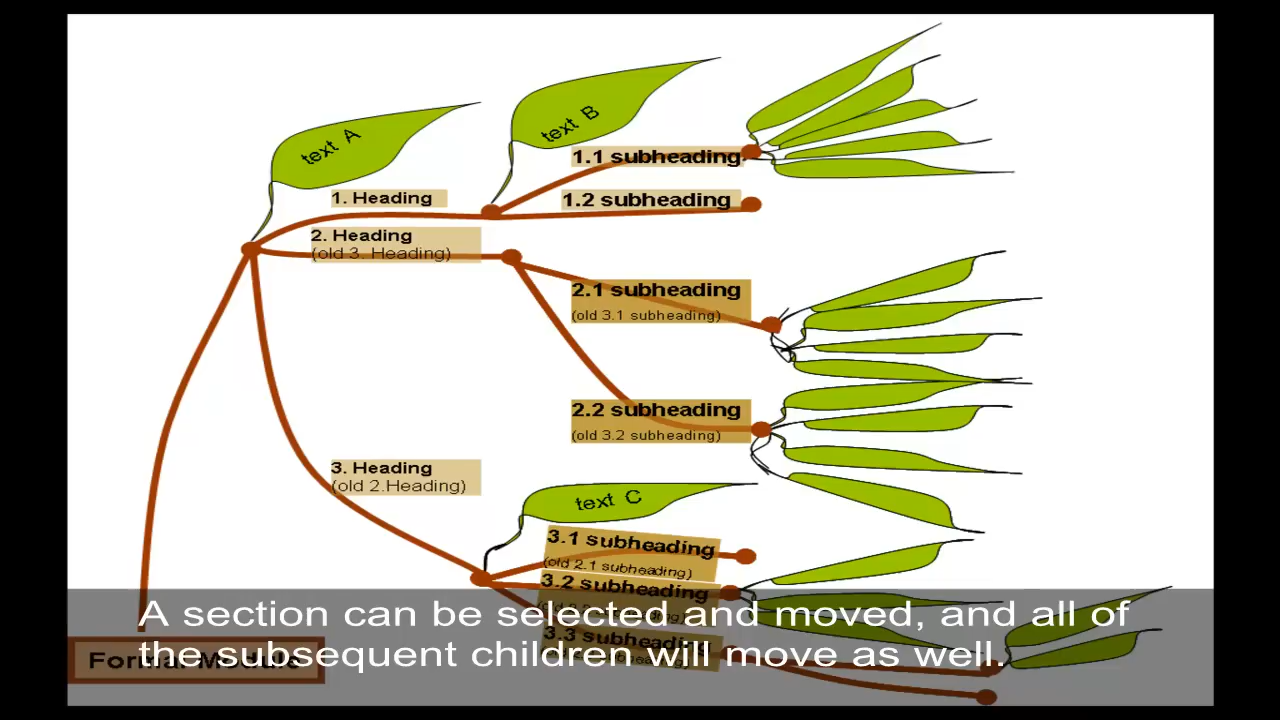 text A
text B
1.1 subheading
1. Heading
1.2 subheading
2. Heading
(old 3. Heading)
2.1 subheading
(old 3.1 subheading)
2.2 subheading
(old 3.2 subheading)
3. Heading
(old 2.Heading)
text C
3.1 subheading
(old 2.1 subheading)
3.2 subheading
3.3 subheading
A section can be selected and moved, and all of
the subsequent children will move as well.